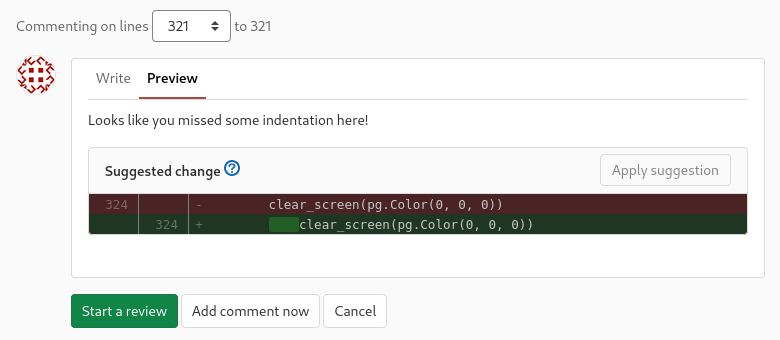 Commenting on lines 321 to 321
Write Preview
Looks like you missed some indentation here!
Suggested change ? Apply suggestion
324 - clear_screen(pg.Color(0, 0, 0))
324 + clear_screen(pg.Color(0, 0, 0))
Start a review Add comment now Cancel